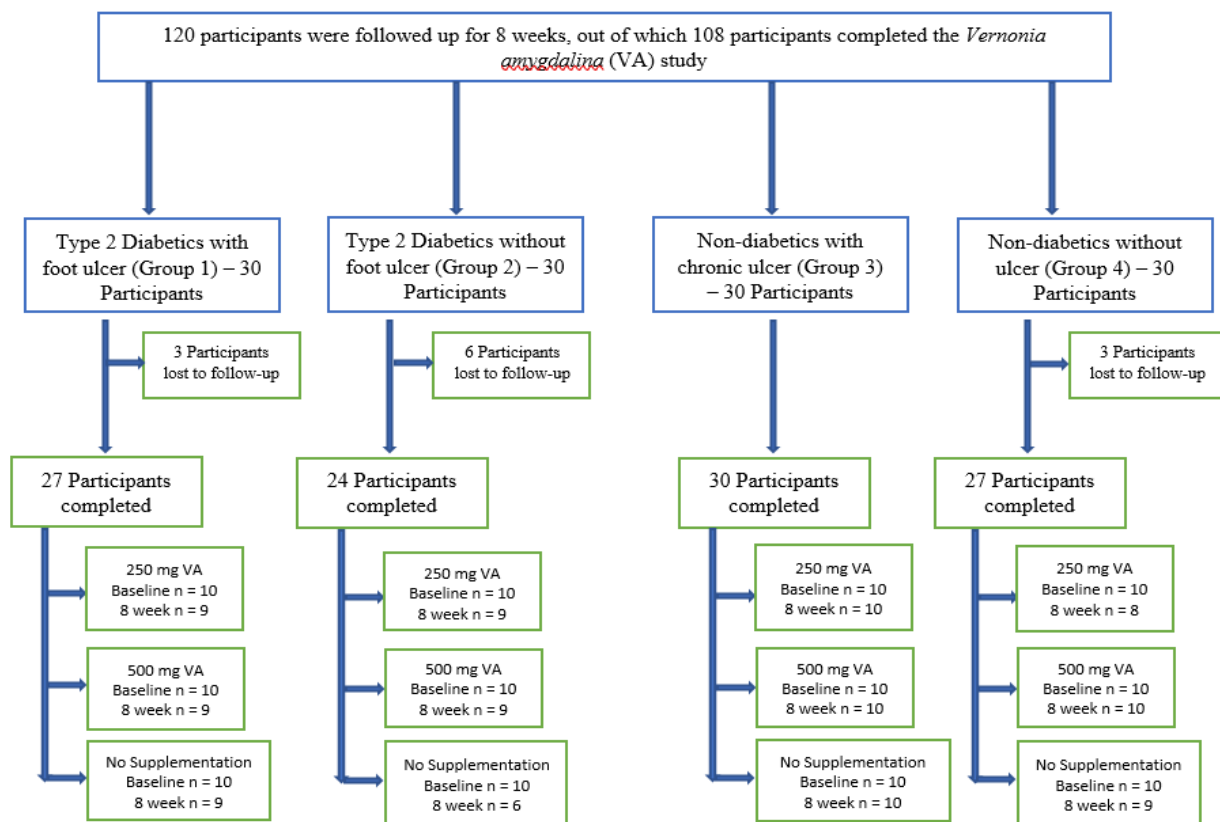 120 participants were followed up for 8 weeks, out of which 108 participants completed the Vernonia
amygdalina (VA) study
Type 2 Diabetics with
foot ulcer (Group 1) – 30
Participants
Type 2 Diabetics without
foot ulcer (Group 2) – 30
Participants
Non-diabetics with
chronic ulcer (Group 3)
– 30 Participants
Non-diabetics without
ulcer (Group 4) – 30
Participants
3 Participants
lost to follow-up
6 Participants
lost to follow-up
3 Participants
lost to follow-up
27 Participants
completed
24 Participants
completed
30 Participants
completed
27 Participants
completed
250 mg VA
Baseline n = 10
8 week n = 9
250 mg VA
Baseline n = 10
8 week n = 9
250 mg VA
Baseline n = 10
8 week n = 10
250 mg VA
Baseline n = 10
8 week n = 8
500 mg VA
Baseline n = 10
8 week n = 9
500 mg VA
Baseline n = 10
8 week n = 9
500 mg VA
Baseline n = 10
8 week n = 10
500 mg VA
Baseline n = 10
8 week n = 10
No Supplementation
Baseline n = 10
8 week n = 9
No Supplementation
Baseline n = 10
8 week n = 6
No Supplementation
Baseline n = 10
8 week n = 10
No Supplementation
Baseline n = 10
8 week n = 9